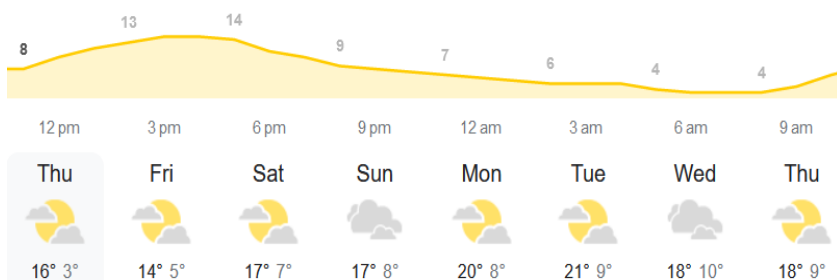 8 13 14 9 7 6 4 4
12 pm 3 pm 6 pm 9 pm 12 am 3 am 6 am 9 am
Thu Fri Sat Sun Mon Tue Wed Thu
16° 3° 14° 5° 17° 7° 17° 8° 20° 8° 21° 9° 18° 10° 18° 9°